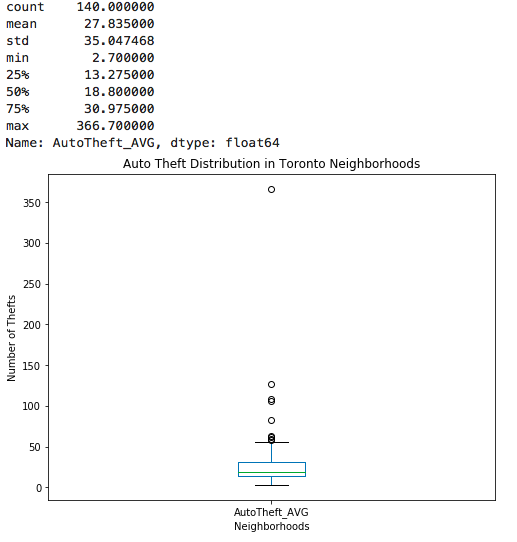 count 140.000000
mean 27.835000
std 35.047468
min 2.700000
25% 13.275000
50% 18.800000
75% 30.975000
max 366.700000
Name: AutoTheft_AVG, dtype: float64
Auto Theft Distribution in Toronto Neighborhoods
Number of Thefts
350
300
250
200
150
100
50
0
AutoTheft_AVG
Neighborhoods